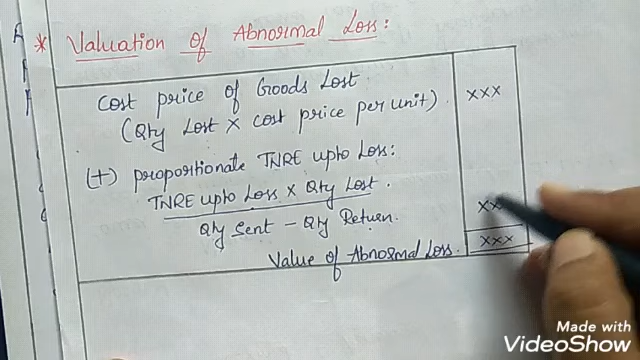 * Valuation of Abnormal Loss:
Cost price of Goods Lost.
(Qty Lost X cost price per unit).
xxx
(+) proportionate TNRE upto Loss:
TNRE upto Loss X Qty Lost.
Qty Sent - Qty Return.
xx
Value of Abnormal Loss.
xxx
Made with
VideoShow